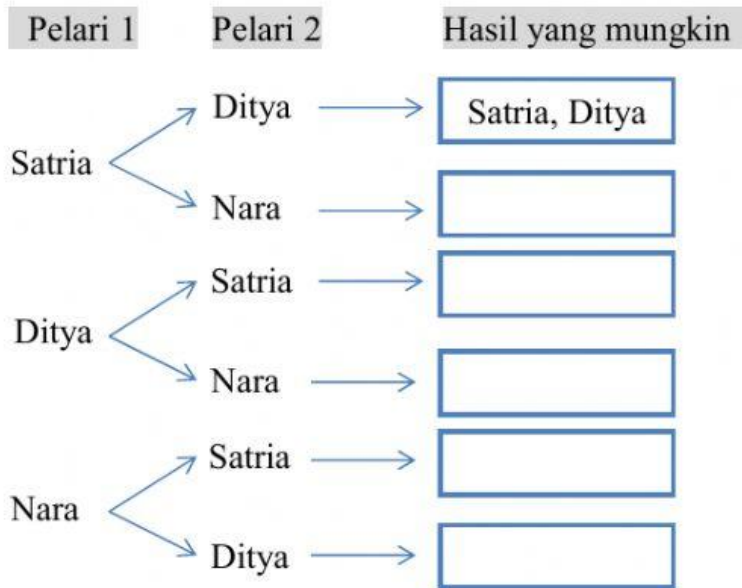 Pelari 1 Pelari 2 Hasil yang mungkin
Ditya Satria, Ditya
Satria
Nara
Satria
Ditya
Nara
Satria
Nara
Ditya